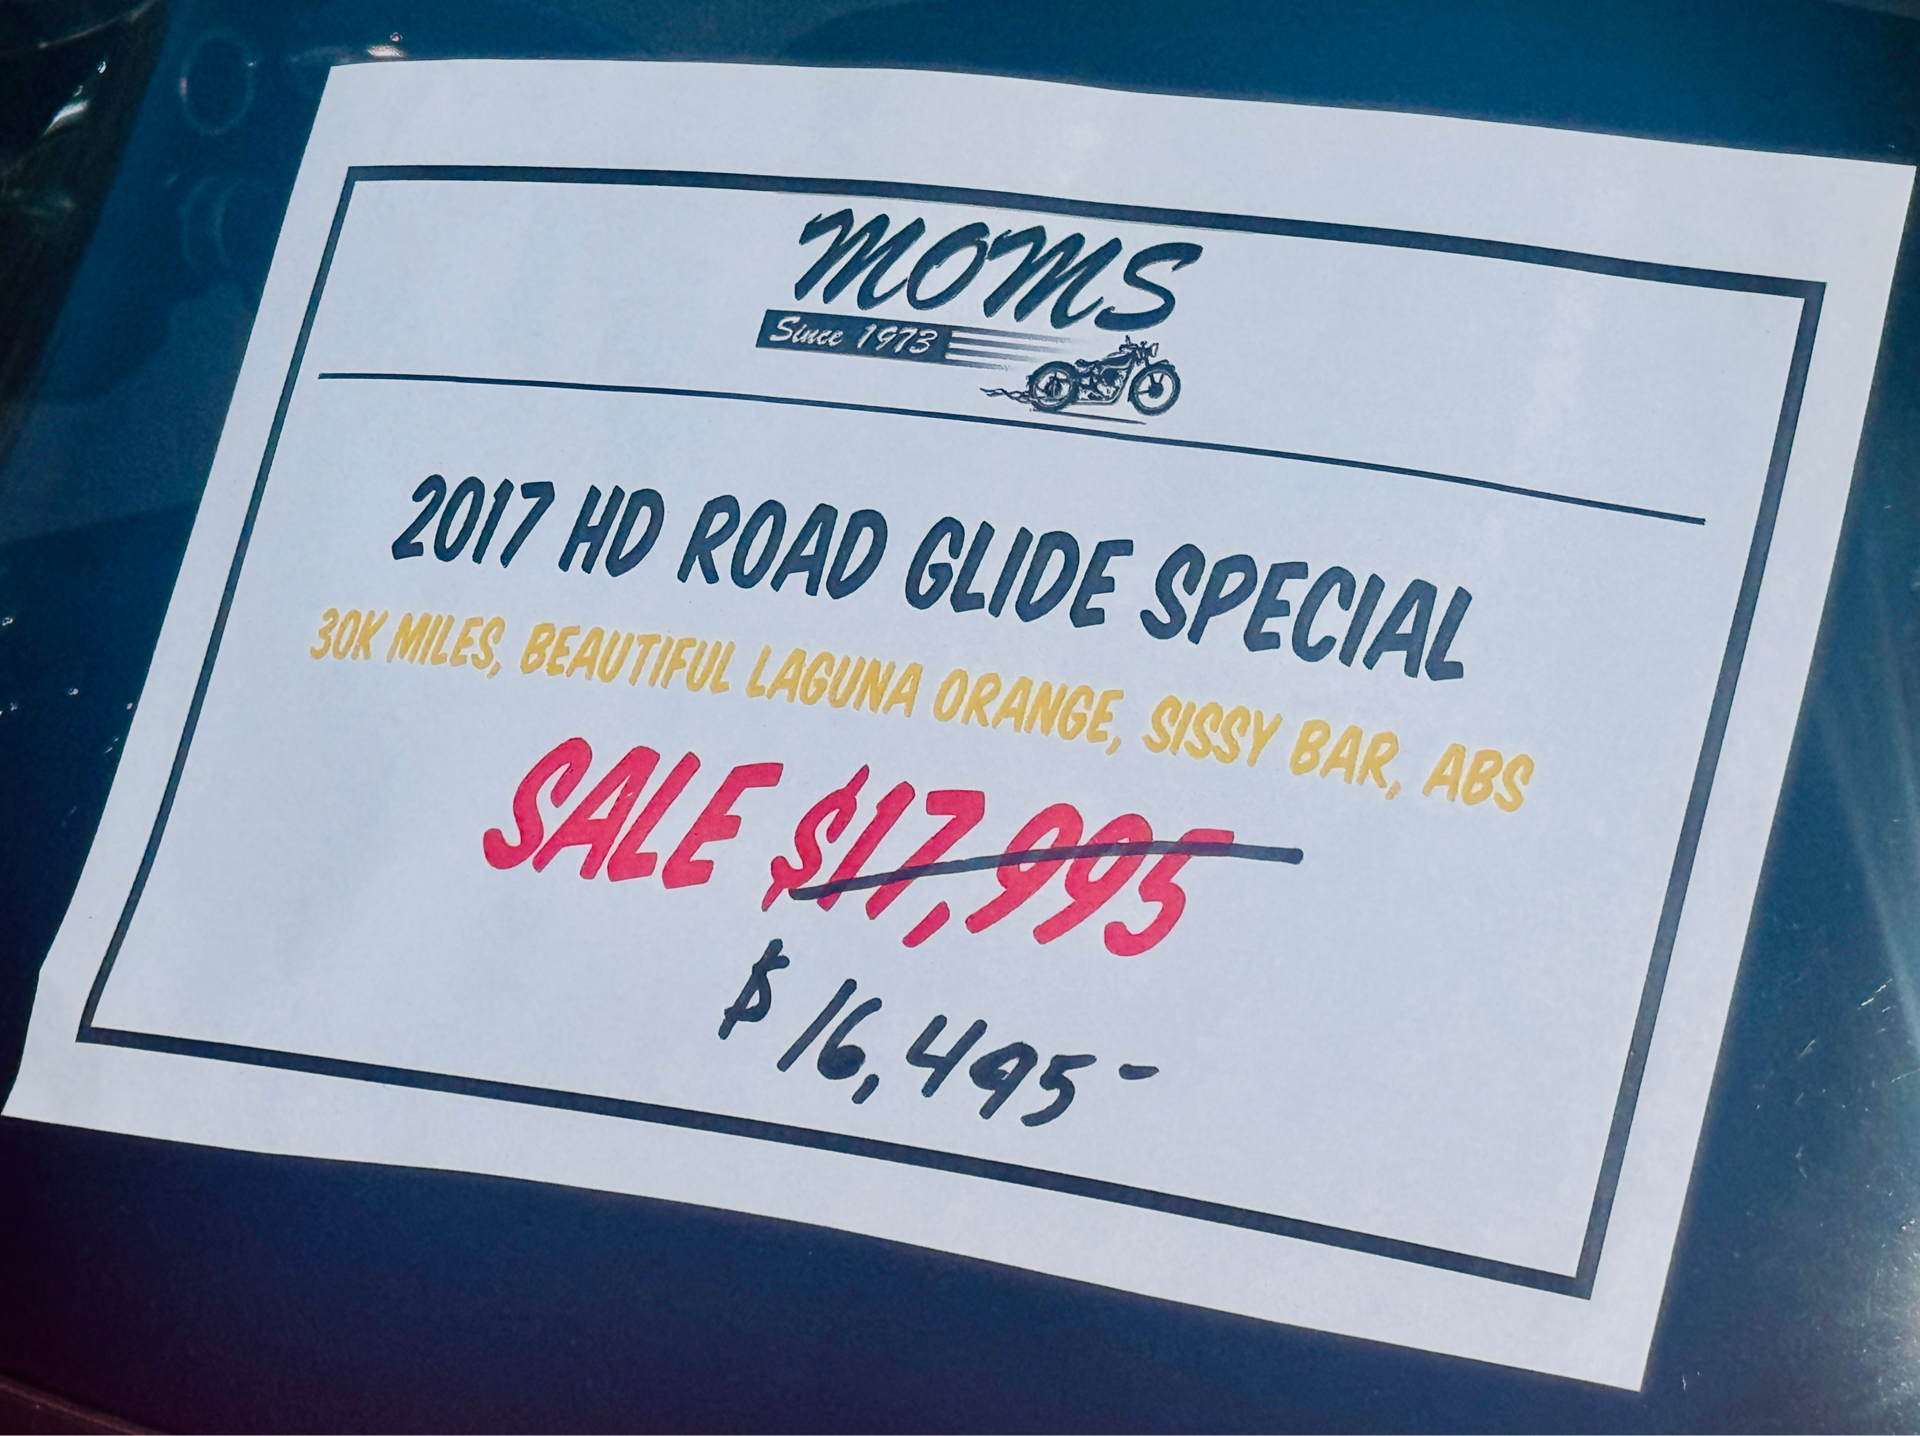 MOMS
Since 1973
2017 HD ROAD GLIDE SPECIAL
30K MILES, BEAUTIFUL LAGUNA ORANGE, SISSY BAR, ABS
SALE $17,995
$16,495-